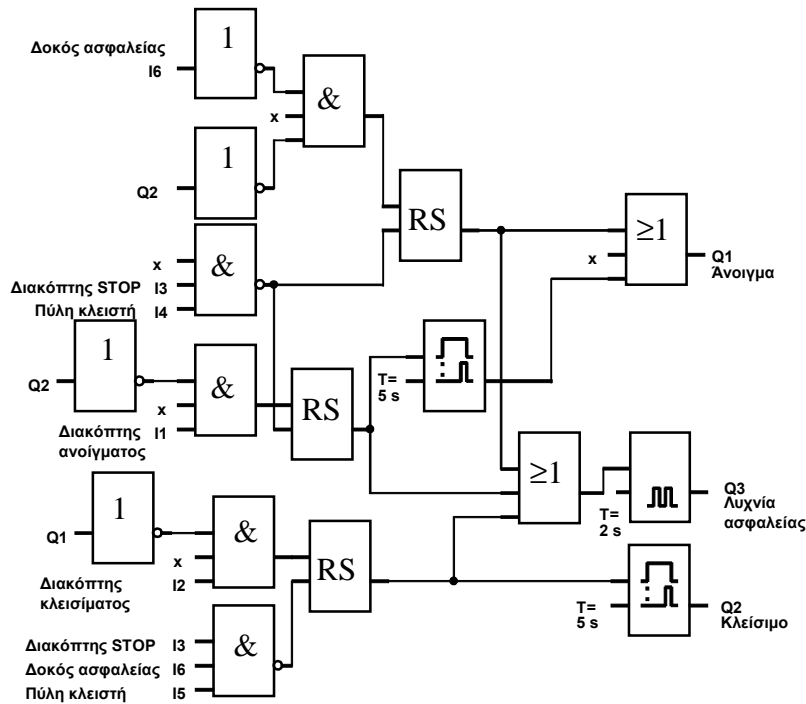 Δοκός ασφαλείας
I6
1
&
x
Q2
1
RS
≥1
x
Q1
Άνοιγμα
x
Διακόπτης STOP
I3
Πύλη κλειστή
I4
&
Q2
1
&
x
Διακόπτης ανοίγματος
I1
RS
T=
5 s
≥1
T=
2 s
Q3
Λυχνία
ασφαλείας
Q1
1
&
x
Διακόπτης
κλεισίματος
I2
RS
T=
5 s
Q2
Κλείσιμο
Διακόπτης STOP
I3
Δοκός ασφαλείας
I6
Πύλη κλειστή
I5
&